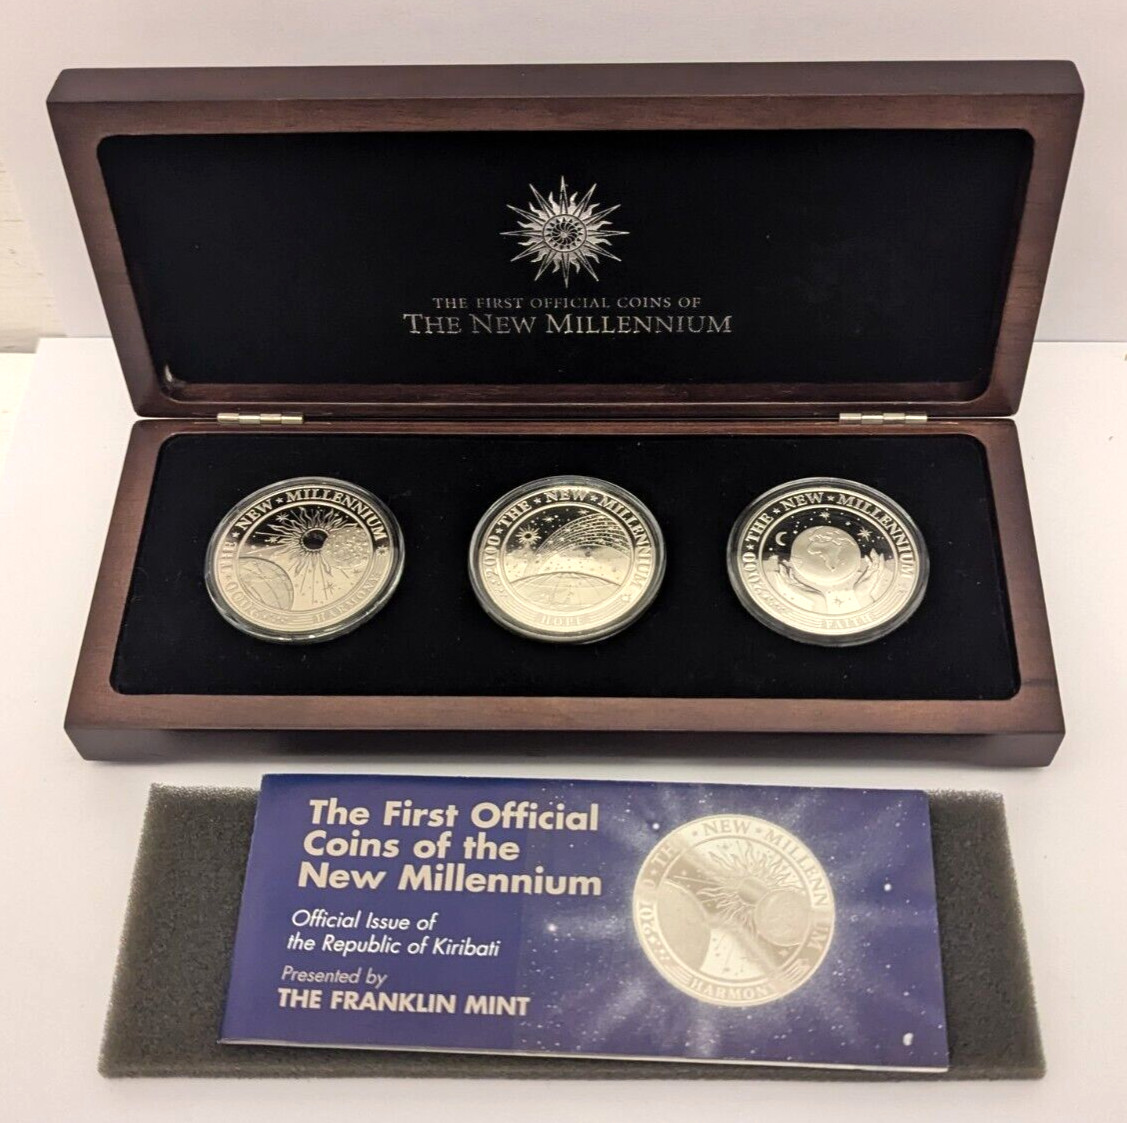 THE FIRST OFFICIAL COINS OF
THE NEW MILLENNIUM
2000 • THE ★ NEW ★ MILLENNIUM
HARMONY
2000 ★ THE ★ NEW ★ MILLENNIUM
HOPE
2000 ★ THE ★ NEW ★ MILLENNIUM
FAITH
The First Official
Coins of the
New Millennium
Official Issue of
the Republic of Kiribati
Presented by
THE FRANKLIN MINT
THE • NEW • MILLENNIUM
HARMONY